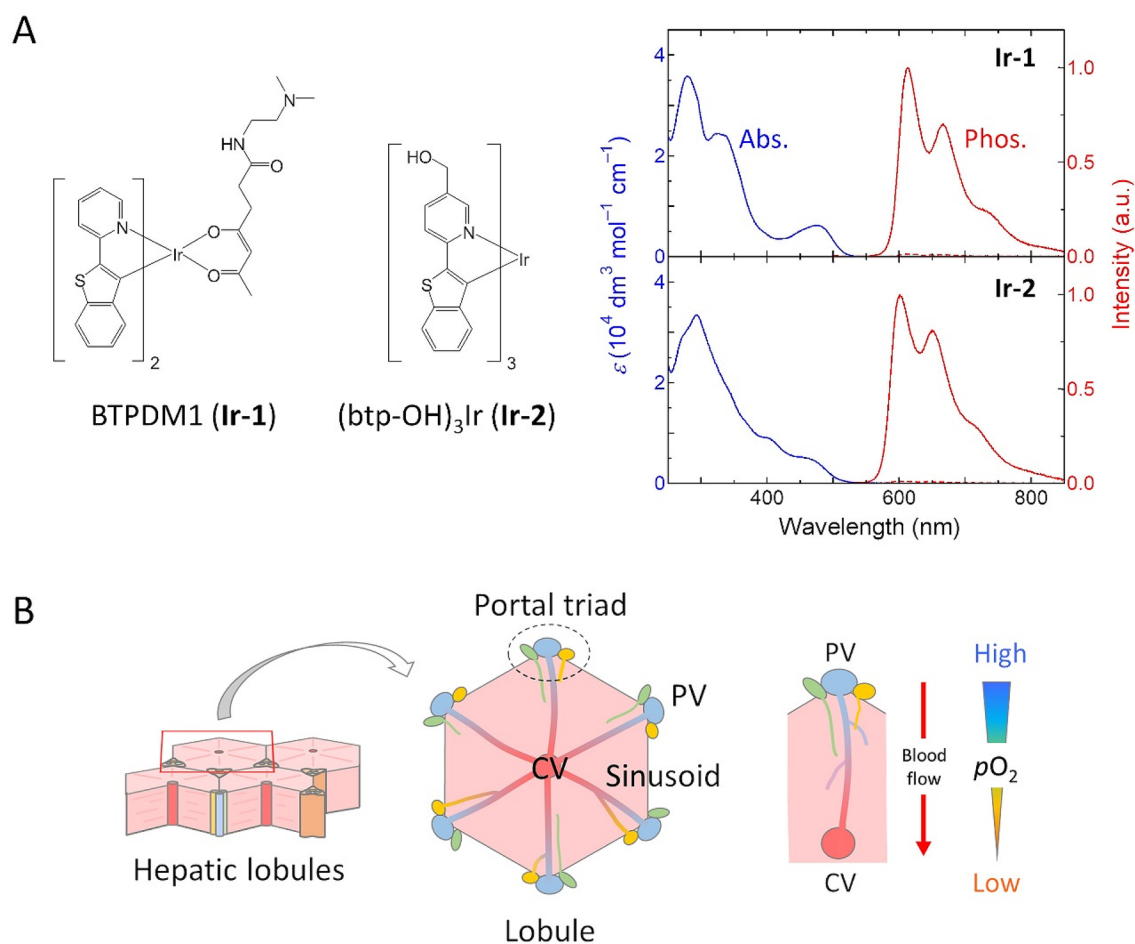 A
N
HN
O
N
Ir
O
O
S
2
BTPDM1 (Ir-1)
HO
N
Ir
S
3
(btp-OH)₃Ir (Ir-2)
Ir-1
Abs.
Phos.
4
2
0
1.0
0.5
0.0
Ir-2
4
2
0
1.0
0.5
0.0
ε (10⁴ dm³ mol⁻¹ cm⁻¹)
Intensity (a.u.)
400
600
800
Wavelength (nm)
B
Hepatic lobules
Portal triad
PV
CV
Sinusoid
Lobule
PV
CV
Blood
flow
High
pO₂
Low